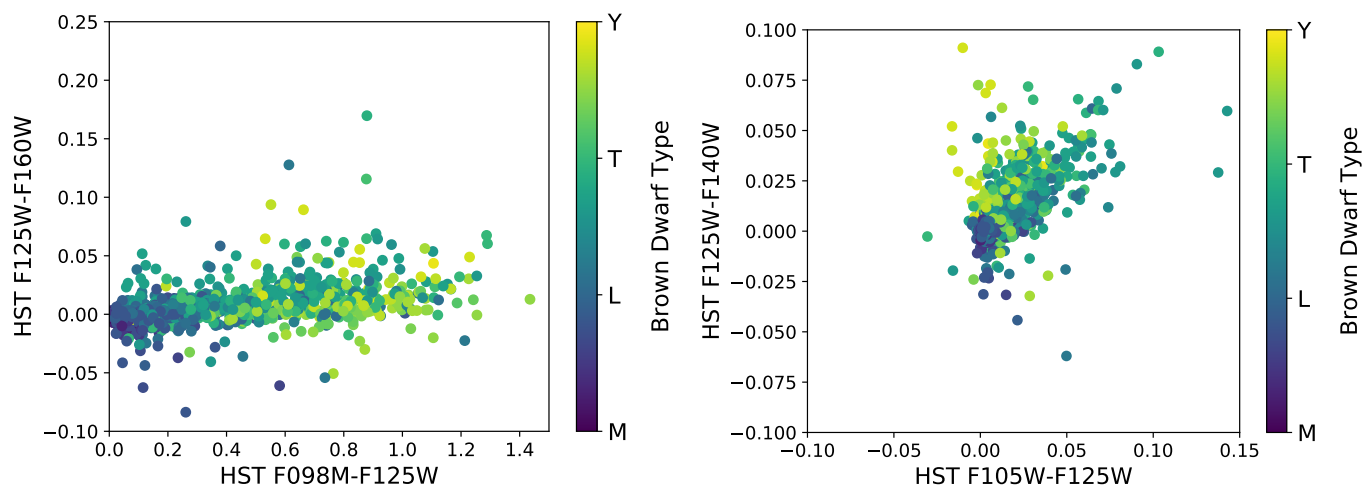 0.25
0.20
0.15
0.10
0.05
0.00
−0.05
−0.10
HST F125W-F160W
0.0 0.2 0.4 0.6 0.8 1.0 1.2 1.4
HST F098M-F125W
Y
T
L
M
Brown Dwarf Type
0.100
0.075
0.050
0.025
0.000
−0.025
−0.050
−0.075
−0.100
HST F125W-F140W
−0.10 −0.05 0.00 0.05 0.10 0.15
HST F105W-F125W
Y
T
L
M
Brown Dwarf Type